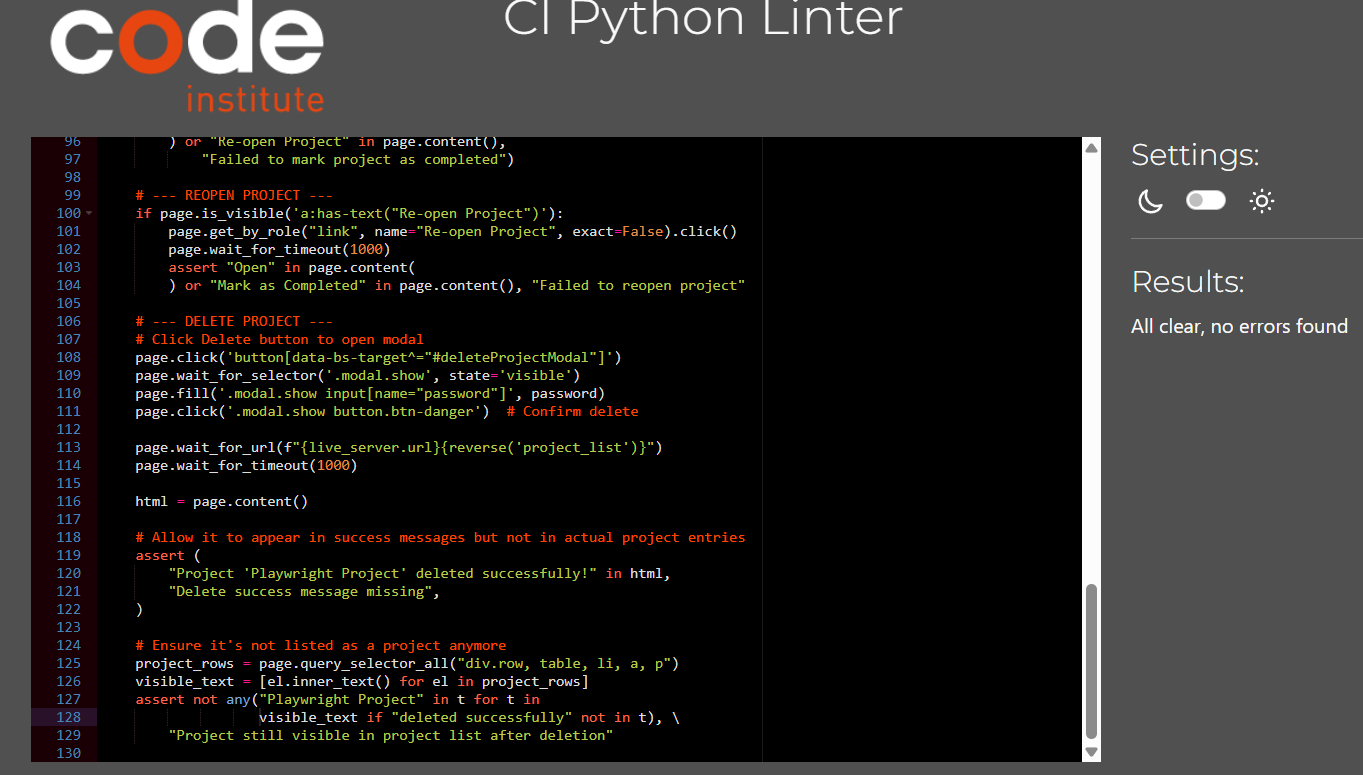 code
institute
CI Python Linter
96 ) or "Re-open Project" in page.content(),
97 "Failed to mark project as completed")
98
99 # --- REOPEN PROJECT ---
100 if page.is_visible('a:has-text("Re-open Project")'):
101 page.get_by_role("link", name="Re-open Project", exact=False).click()
102 page.wait_for_timeout(1000)
103 assert "Open" in page.content(
104 ) or "Mark as Completed" in page.content(), "Failed to reopen project"
105
106 # --- DELETE PROJECT ---
107 # Click Delete button to open modal
108 page.click('button[data-bs-target^="#deleteProjectModal"]')
109 page.wait_for_selector('.modal.show', state='visible')
110 page.fill('.modal.show input[name="password"]', password)
111 page.click('.modal.show button.btn-danger')  # Confirm delete
112
113 page.wait_for_url(f"{live_server.url}{reverse('project_list')}")
114 page.wait_for_timeout(1000)
115
116 html = page.content()
117
118 # Allow it to appear in success messages but not in actual project entries
119 assert (
120 "Project 'Playwright Project' deleted successfully!" in html,
121 "Delete success message missing",
122 )
123
124 # Ensure it's not listed as a project anymore
125 project_rows = page.query_selector_all("div.row, table, li, a, p")
126 visible_text = [el.inner_text() for el in project_rows]
127 assert not any("Playwright Project" in t for t in
128 visible_text if "deleted successfully" not in t), \
129 "Project still visible in project list after deletion"
130
Settings:
Results:
All clear, no errors found